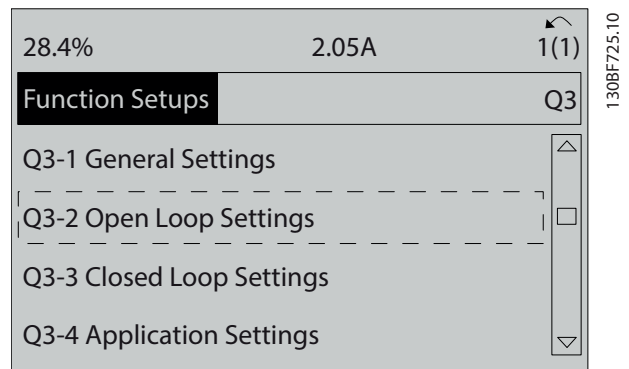 28.4% 2.05A 1(1)
Function Setups Q3
Q3-1 General Settings
Q3-2 Open Loop Settings
Q3-3 Closed Loop Settings
Q3-4 Application Settings
130BF725.10